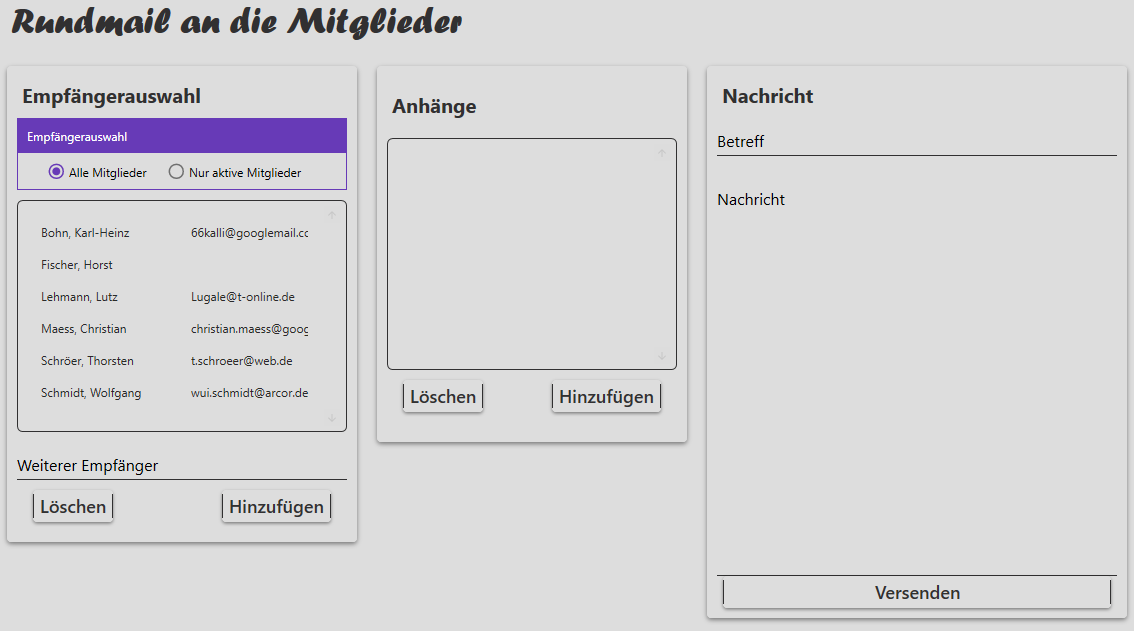 Rundmail an die Mitglieder
Empfängerauswahl
Empfängerauswahl
Alle Mitglieder Nur aktive Mitglieder
Bohn, Karl-Heinz 66kalli@googlemail.cc
Fischer, Horst
Lehmann, Lutz Lugale@t-online.de
Maess, Christian christian.maess@goog
Schröer, Thorsten t.schroeer@web.de
Schmidt, Wolfgang wui.schmidt@arcor.de
Weiterer Empfänger
Löschen Hinzufügen
Anhänge
Löschen Hinzufügen
Nachricht
Betreff
Nachricht
Versenden